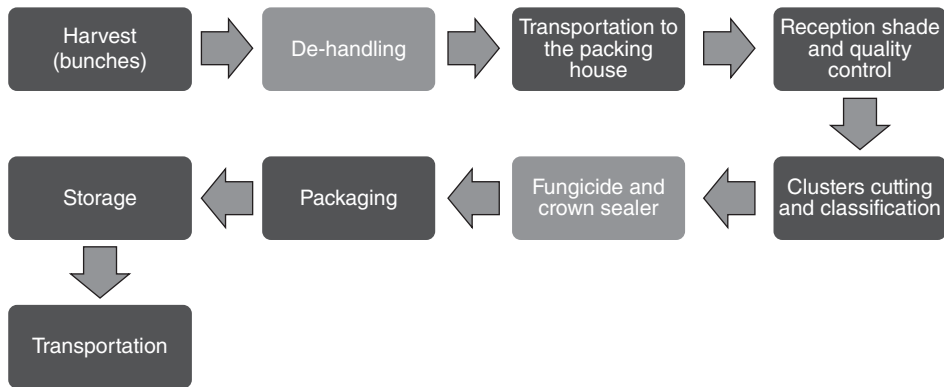 Harvest
(bunches)
De-handling
Transportation to
the packing
house
Reception shade
and quality
control
Clusters cutting
and classification
Fungicide and
crown sealer
Packaging
Storage
Transportation